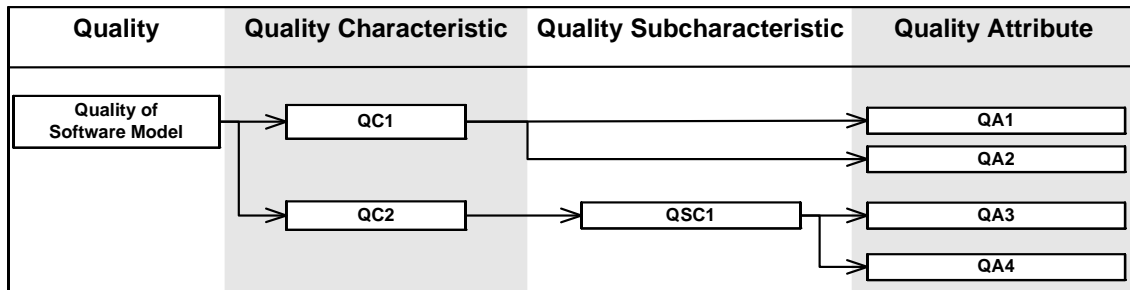 Quality
Quality Characteristic
Quality Subcharacteristic
Quality Attribute
Quality of
Software Model
QC1
QA1
QA2
QC2
QSC1
QA3
QA4